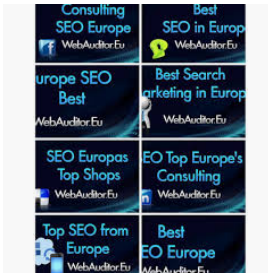 Consulting
SEO Europe
WebAuditor.Eu
Best
SEO in Europ
WebAuditor.Eu
urope SEO
Best
WebAuditor.Eu
Best Search
arketing in Europ
WebAuditor.Eu
SEO Europas
Top Shops
WebAuditor.Eu
EO Top Europe's
Consulting
WebAuditor.Eu
Top SEO from
Europe
WebAuditor.Eu
Best
EO Europe
WebAuditor.Eu